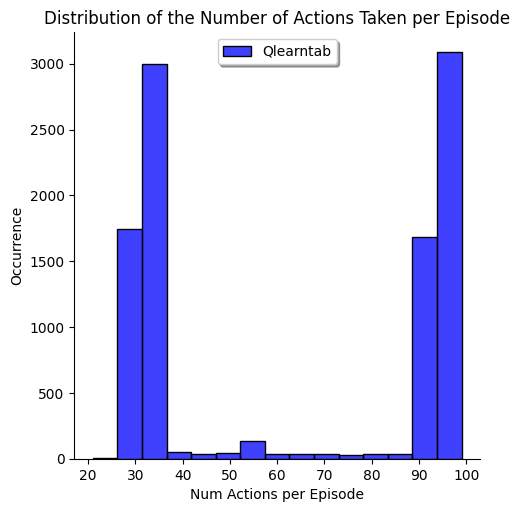 Distribution of the Number of Actions Taken per Episode
Qlearntab
Occurrence
3000
2500
2000
1500
1000
500
0
20 30 40 50 60 70 80 90 100
Num Actions per Episode